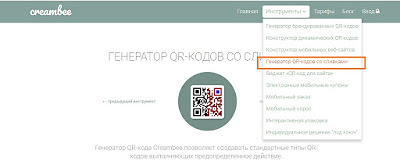 creambee
Главная Инструменты Тарифы Блог Вход
Генератор брендированных QR-кодов
Конструктор динамических QR-кодов
Конструктор мобильных веб-сайтов
Генератор QR-кодов со сливками
Виджет «QR-код для сайта»
Электронные мобильные купоны
Мобильный заказ
Мобильный опрос
Интерактивная упаковка
Индивидуальное решение "под ключ"
ГЕНЕРАТОР QR-КОДОВ СО СЛИ
← предыдущий инструмент
Генератор QR-кода Creambee позволяет создавать стандартные типы QR
кодов выполняющих предопределенное действие.